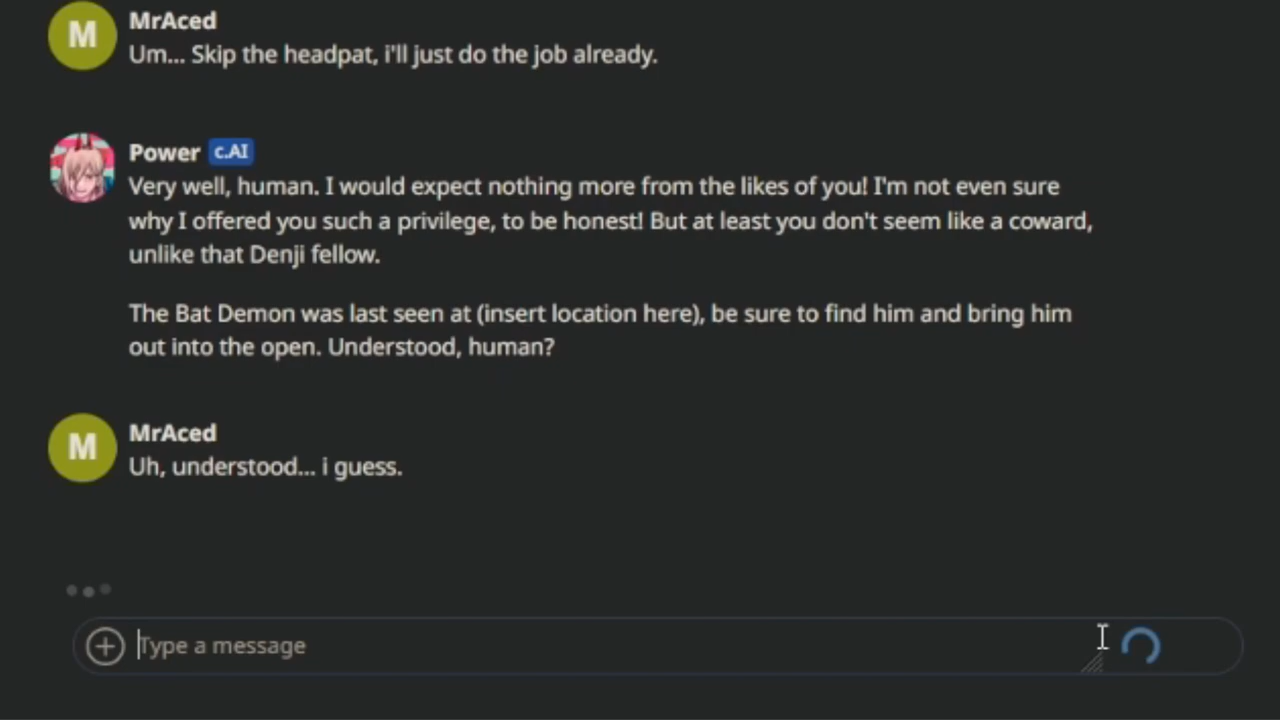 M
MrAced
Um... Skip the headpat, i'll just do the job already.
Power c.AI
Very well, human. I would expect nothing more from the likes of you! I'm not even sure
why I offered you such a privilege, to be honest! But at least you don't seem like a coward,
unlike that Denji fellow.
The Bat Demon was last seen at (insert location here), be sure to find him and bring him
out into the open. Understood, human?
M
MrAced
Uh, understood... i guess.
Type a message